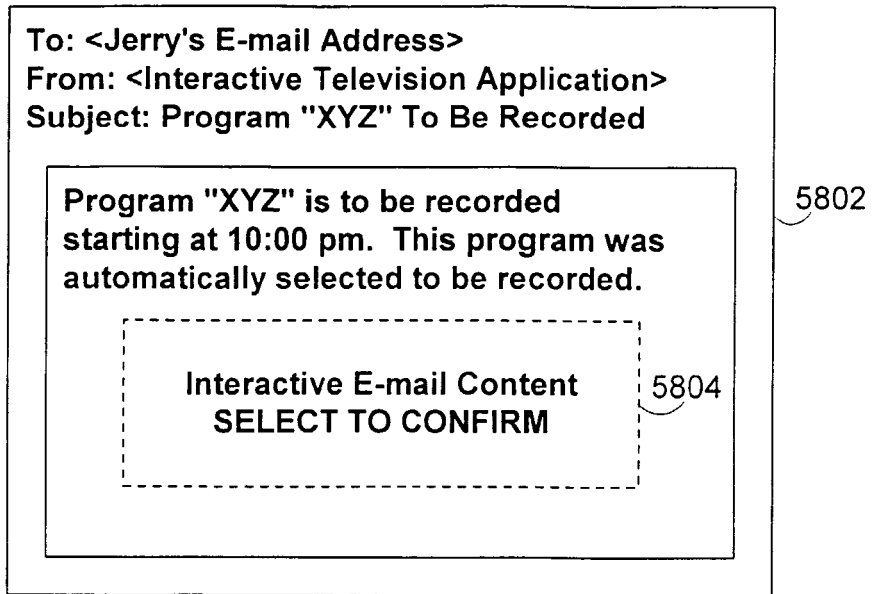 To: <Jerry's E-mail Address>
From: <Interactive Television Application>
Subject: Program "XYZ" To Be Recorded
Program "XYZ" is to be recorded
starting at 10:00 pm.  This program was
automatically selected to be recorded.
5802
Interactive E-mail Content
SELECT TO CONFIRM
5804